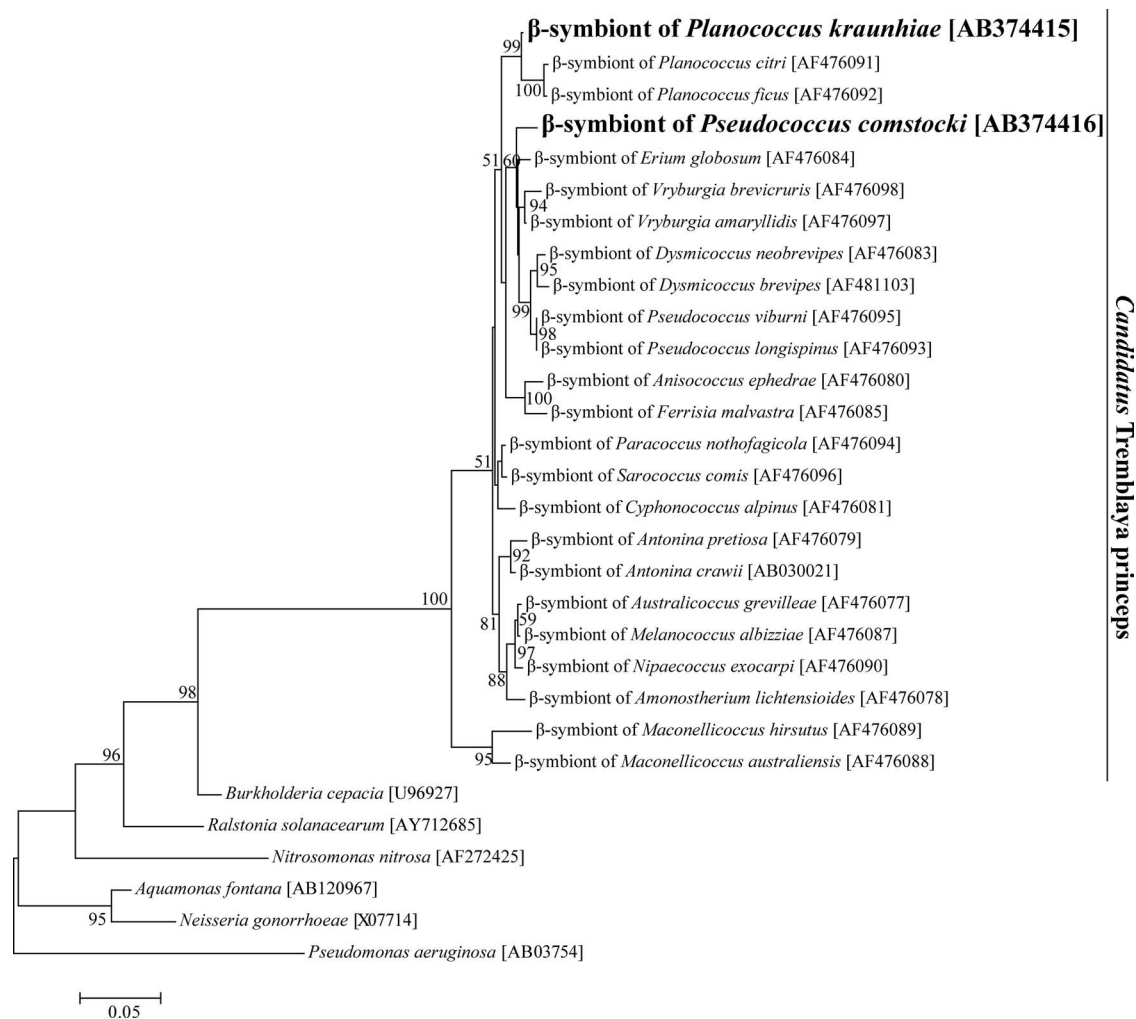 β-symbiont of Planococcus kraunhiae [AB374415]
99
β-symbiont of Planococcus citri [AF476091]
100
β-symbiont of Planococcus ficus [AF476092]
β-symbiont of Pseudococcus comstocki [AB374416]
51
60
β-symbiont of Erium globosum [AF476084]
β-symbiont of Vryburgia brevicruris [AF476098]
94
β-symbiont of Vryburgia amaryllidis [AF476097]
β-symbiont of Dysmicoccus neobrevipes [AF476083]
95
β-symbiont of Dysmicoccus brevipes [AF481103]
99
β-symbiont of Pseudococcus viburni [AF476095]
98
β-symbiont of Pseudococcus longispinus [AF476093]
β-symbiont of Anisococcus ephedrae [AF476080]
100
β-symbiont of Ferrisia malvastra [AF476085]
β-symbiont of Paracoccus nothofagicola [AF476094]
51
β-symbiont of Sarococcus comis [AF476096]
β-symbiont of Cyphonococcus alpinus [AF476081]
β-symbiont of Antonina pretiosa [AF476079]
92
β-symbiont of Antonina crawii [AB030021]
100
β-symbiont of Australicoccus grevilleae [AF476077]
81
59
β-symbiont of Melanococcus albizziae [AF476087]
97
β-symbiont of Nipaecoccus exocarpi [AF476090]
88
β-symbiont of Amonostherium lichtensioides [AF476078]
98
β-symbiont of Maconellicoccus hirsutus [AF476089]
95
β-symbiont of Maconellicoccus australiensis [AF476088]
96
Candidatus Tremblaya princeps
Burkholderia cepacia [U96927]
Ralstonia solanacearum [AY712685]
Nitrosomonas nitrosa [AF272425]
Aquamonas fontana [AB120967]
95
Neisseria gonorrhoeae [X07714]
Pseudomonas aeruginosa [AB03754]
0.05